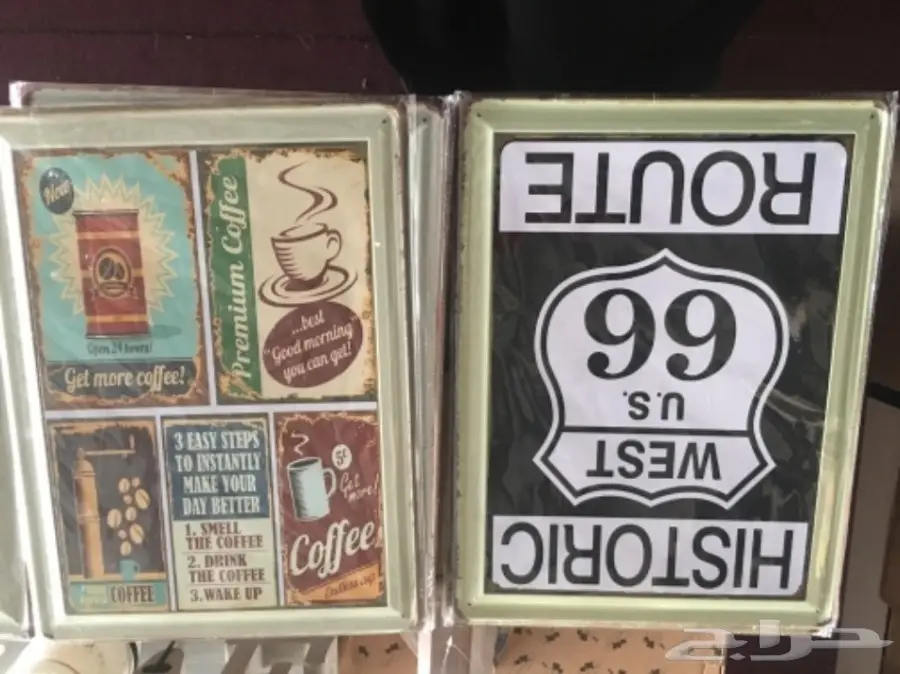 New
Open 24 hours!
Get more coffee!
Premium Coffee
...best
"Good morning"
you can get!
COFFEE
3 EASY STEPS
TO INSTANTLY
MAKE YOUR
DAY BETTER
1. SMELL
THE COFFEE
2. DRINK
THE COFFEE
3. WAKE UP
5¢
Get
more!
Coffee
Endless cup
HISTORIC
WEST
U.S.
66
ROUTE
حراج